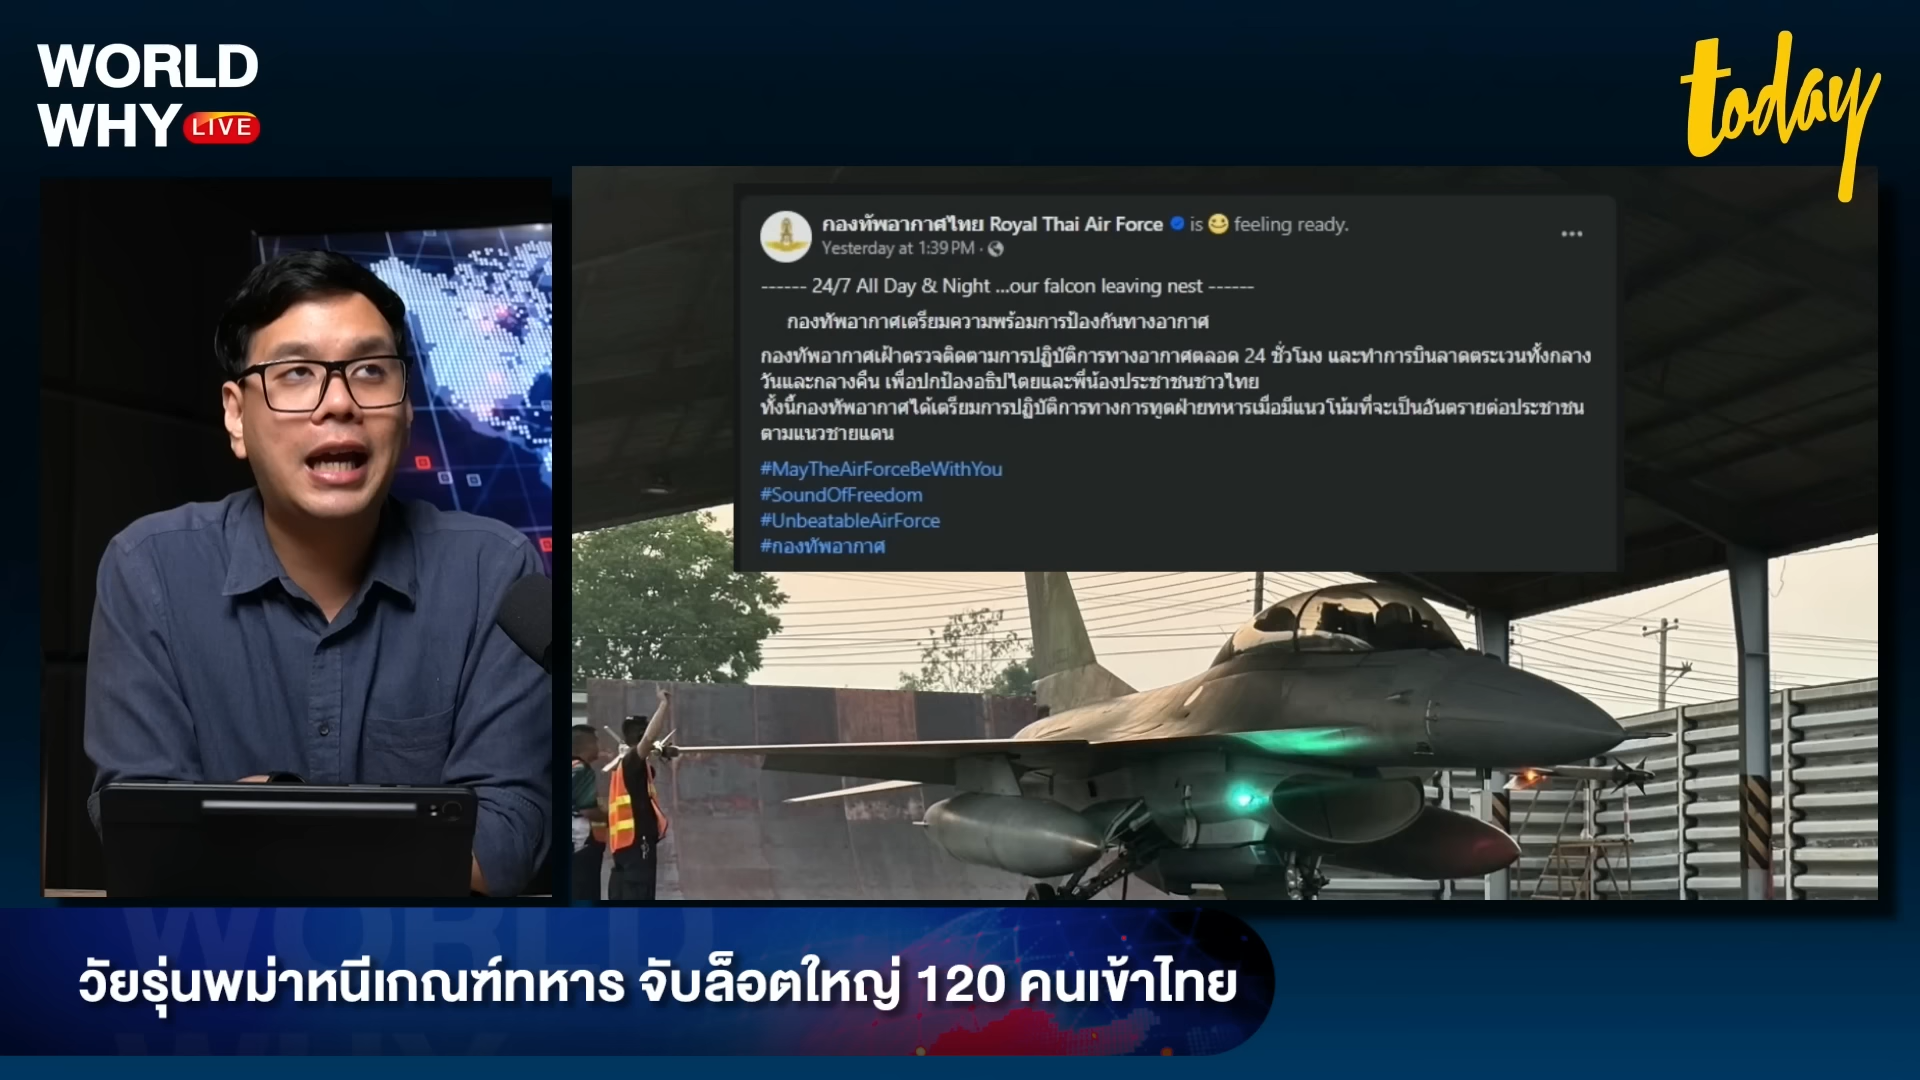 WORLD
WHY LIVE
today
กองทัพอากาศไทย Royal Thai Air Force is 😀 feeling ready.
Yesterday at 1:39 PM ·
------ 24/7 All Day & Night ...our falcon leaving nest ------
กองทัพอากาศเตรียมความพร้อมการป้องกันทางอากาศ
กองทัพอากาศเฝ้าตรวจติดตามการปฏิบัติการทางอากาศตลอด 24 ชั่วโมง และทำการบินลาดตระเวนทั้งกลาง
วันและกลางคืน เพื่อปกป้องอธิปไตยและพี่น้องประชาชนชาวไทย
ทั้งนี้กองทัพอากาศได้เตรียมการปฏิบัติการทางการทูตฝ่ายทหารเมื่อมีแนวโน้มที่จะเป็นอันตรายต่อประชาชน
ตามแนวชายแดน
#MayTheAirForceBeWithYou
#SoundOfFreedom
#UnbeatableAirForce
#กองทัพอากาศ
วัยรุ่นพม่าหนีเกณฑ์ทหาร จับล็อตใหญ่ 120 คนเข้าไทย